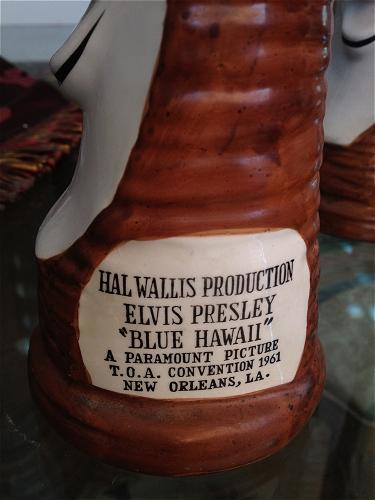 HAL WALLIS PRODUCTION
ELVIS PRESLEY
"BLUE HAWAII"
A PARAMOUNT PICTURE
T.O.A. CONVENTION 1961
NEW ORLEANS, LA.